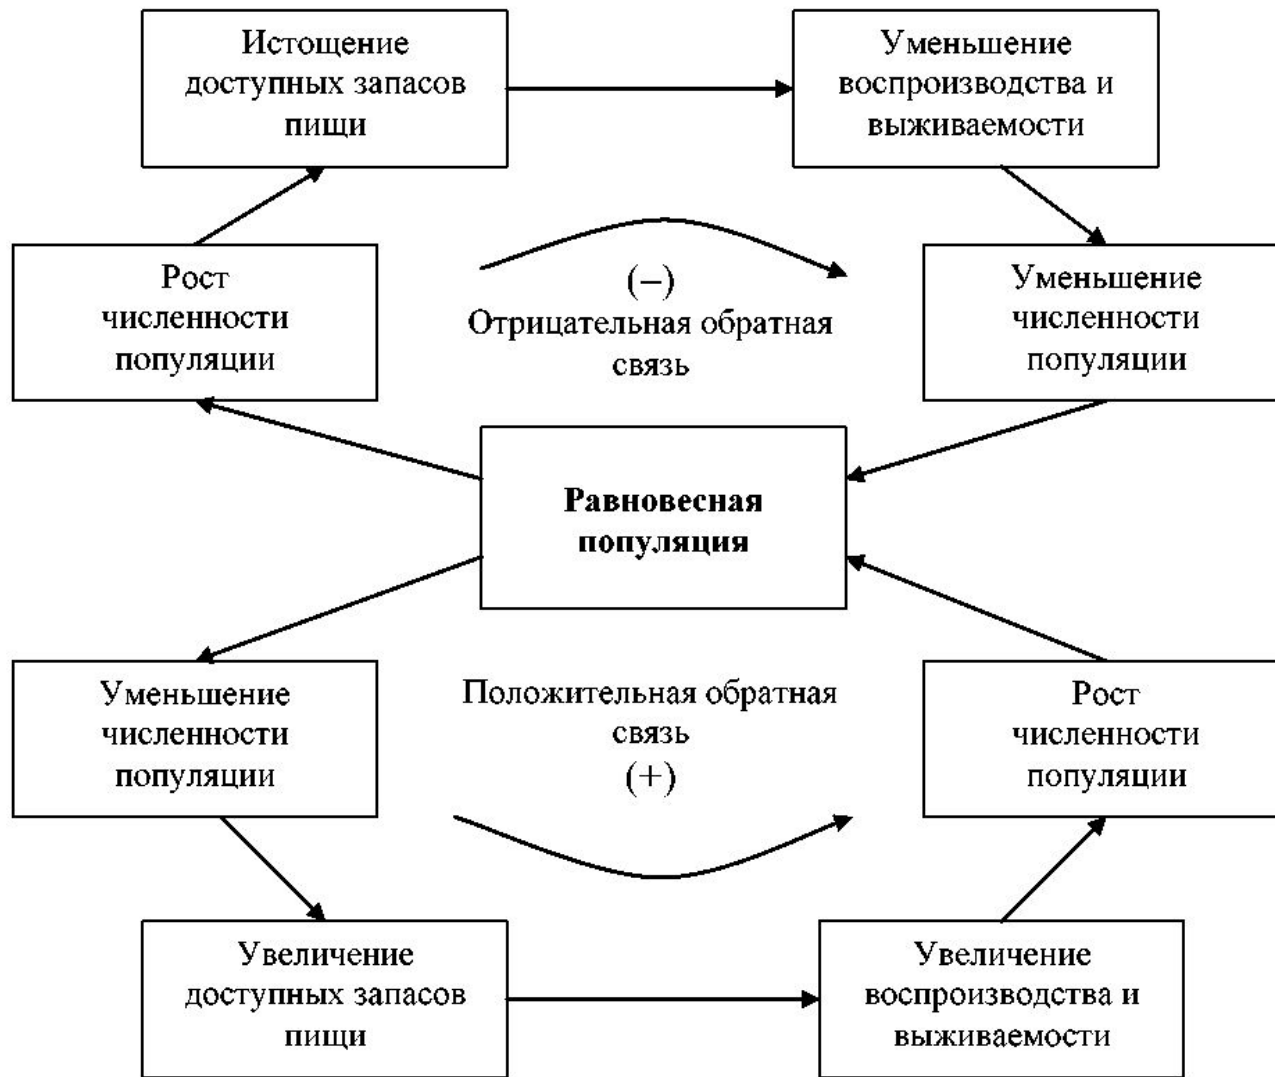 Истощение
доступных запасов
пищи
Уменьшение
воспроизводства и
выживаемости
Рост
численности
популяции
(–)
Отрицательная обратная
связь
Уменьшение
численности
популяции
Равновесная
популяция
Уменьшение
численности
популяции
Положительная обратная
связь
(+)
Рост
численности
популяции
Увеличение
доступных запасов
пищи
Увеличение
воспроизводства и
выживаемости